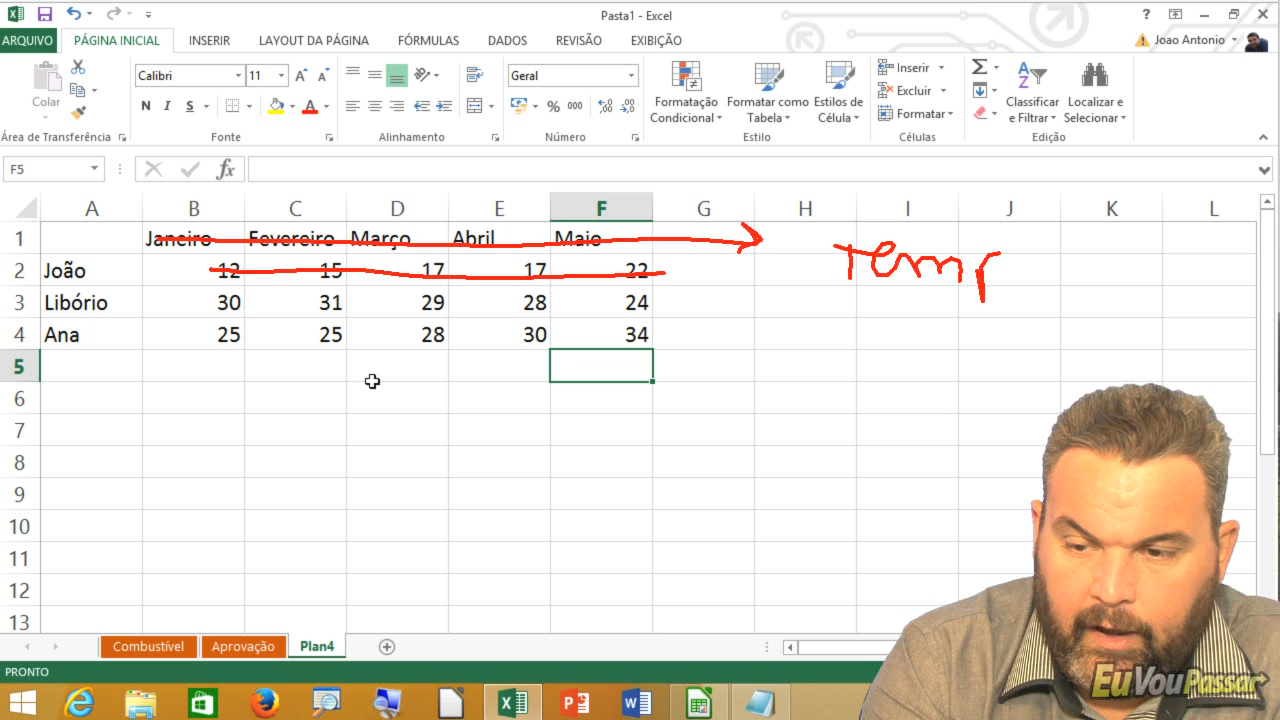 Pasta1 - Excel
ARQUIVO PÁGINA INICIAL INSERIR LAYOUT DA PÁGINA FÓRMULAS DADOS REVISÃO EXIBIÇÃO Joao Antonio
Colar
Calibri 11
N I S
Geral
% 000
Formatação Condicional
Formatar como Tabela
Estilos de Célula
Inserir
Excluir
Formatar
Classificar e Filtrar
Localizar e Selecionar
Área de Transferência Fonte Alinhamento Número Estilo Células Edição
F5 fx
A B C D E F G H I J K L
1 Janeiro Fevereiro Março Abril Maio
2 João 12 15 17 17 22
temp
3 Libório 30 31 29 28 24
4 Ana 25 25 28 30 34
5
6
7
8
9
10
11
12
13
Combustível Aprovação Plan4
PRONTO
EuVouPassar